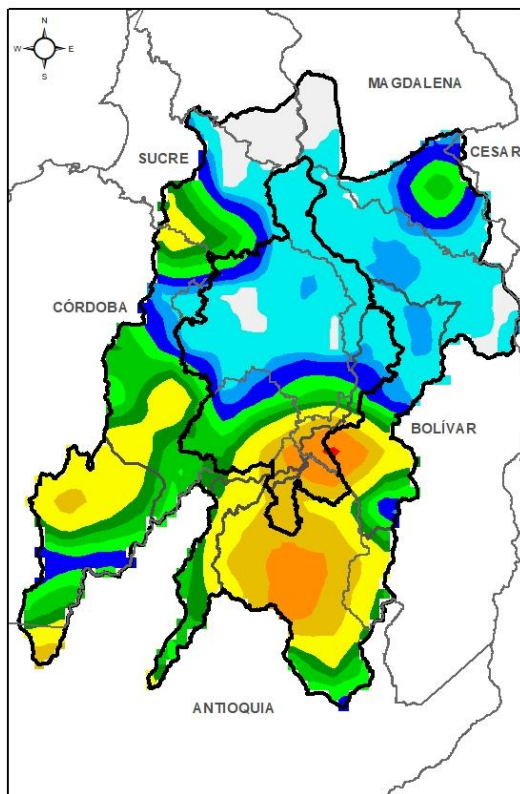 N
W E
S
MAGDALENA
SUCRE
CESAR
CÓRDOBA
BOLÍVAR
ANTIOQUIA